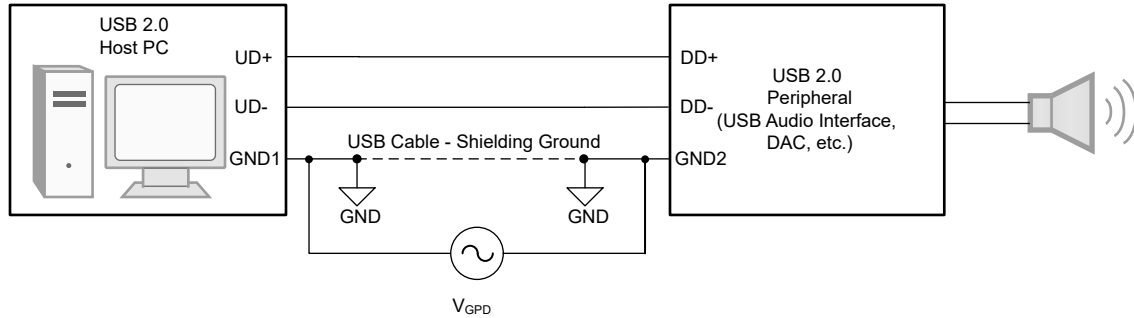 USB 2.0
Host PC
UD+
UD-
GND1
USB Cable - Shielding Ground
GND
GND
VGPD
DD+
DD-
GND2
USB 2.0
Peripheral
(USB Audio Interface,
DAC, etc.)